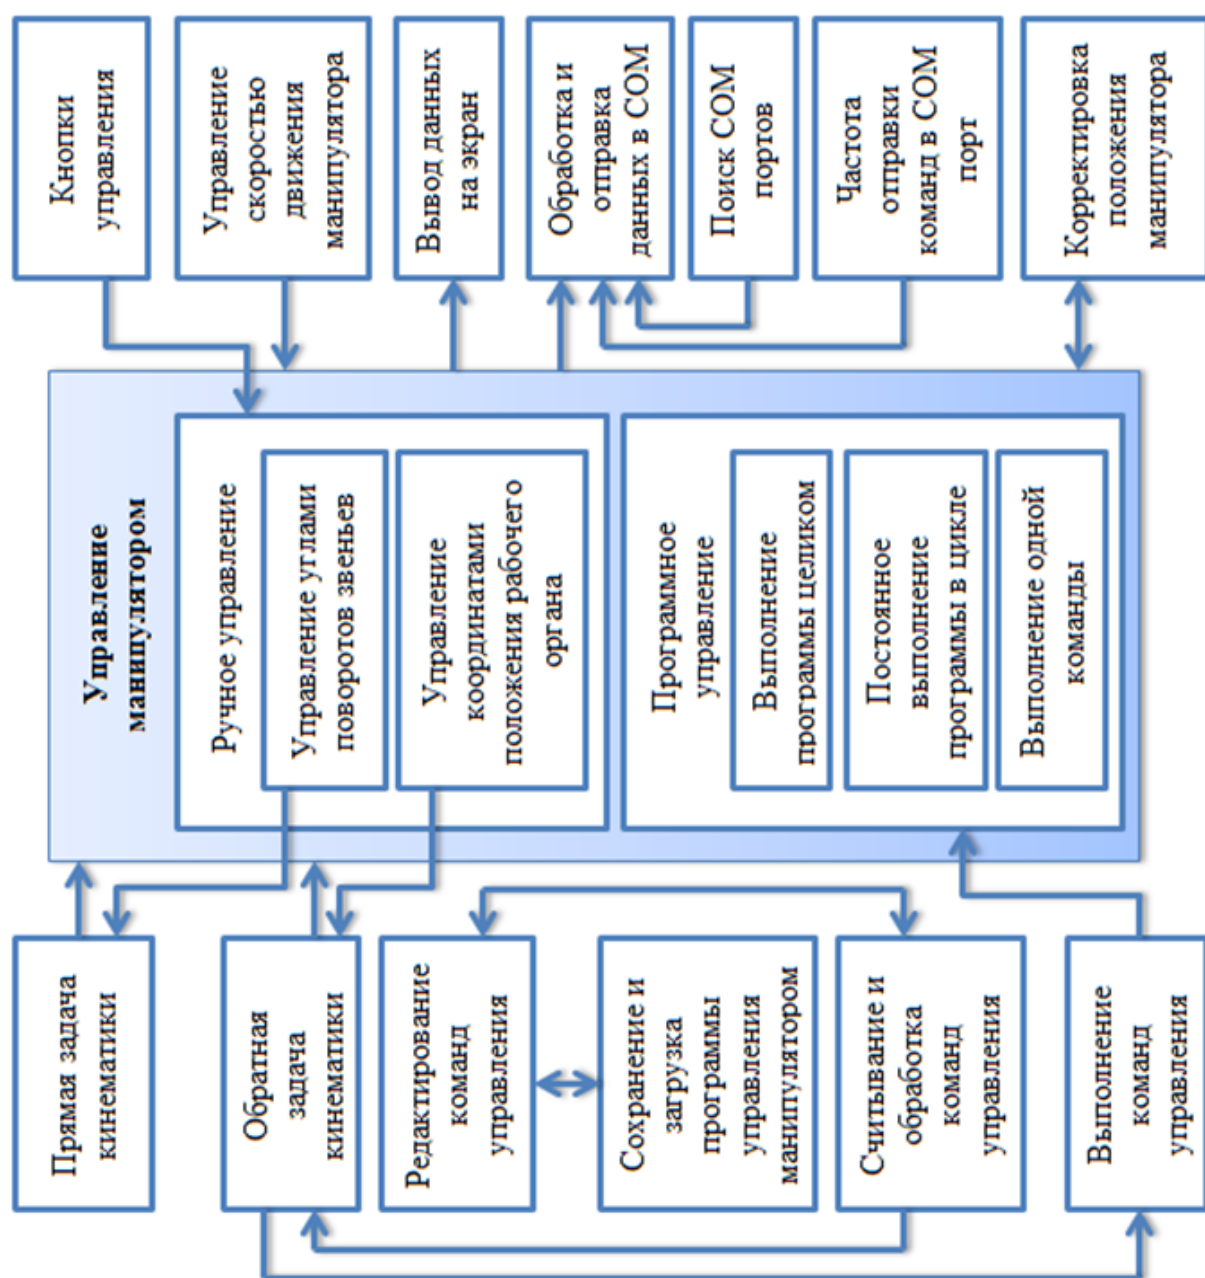 Прямая задача
кинематики
Обратная
задача
кинематики
Редактирование
команд
управления
Сохранение и
загрузка
программы
управления
манипулятором
Считывание и
обработка
команд
управления
Выполнение
команд
управления
Управление
манипулятором
Ручное управление
Управление углами
поворотов звеньев
Управление
координатами
положения рабочего
органа
Программное
управление
Выполнение
программы целиком
Постоянное
выполнение
программы в цикле
Выполнение одной
команды
Кнопки
управления
Управление
скоростью
движения
манипулятора
Вывод данных
на экран
Обработка и
отправка
данных в COM
Поиск COM
портов
Частота
отправки
команд в COM
порт
Корректировка
положения
манипулятора